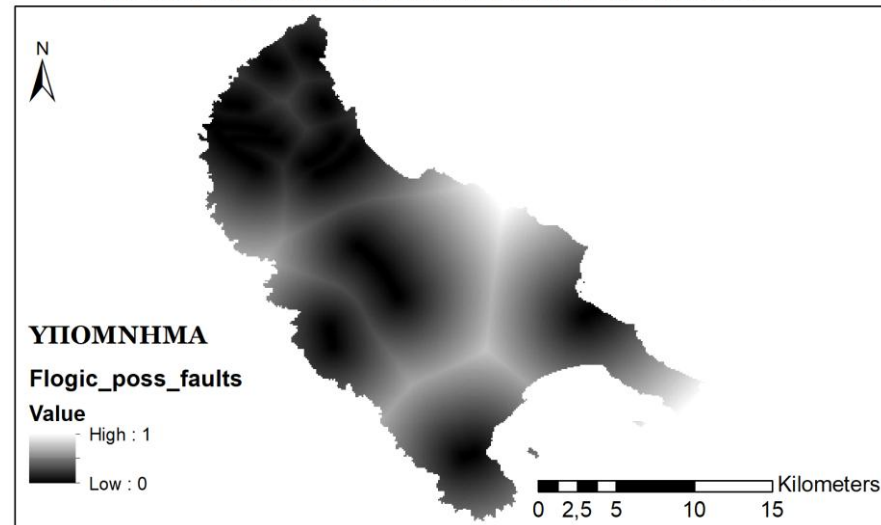 N
ΥΠΟΜΝΗΜΑ
Flogic_poss_faults
Value
High : 1
Low : 0
Kilometers
0 2,5 5 10 15